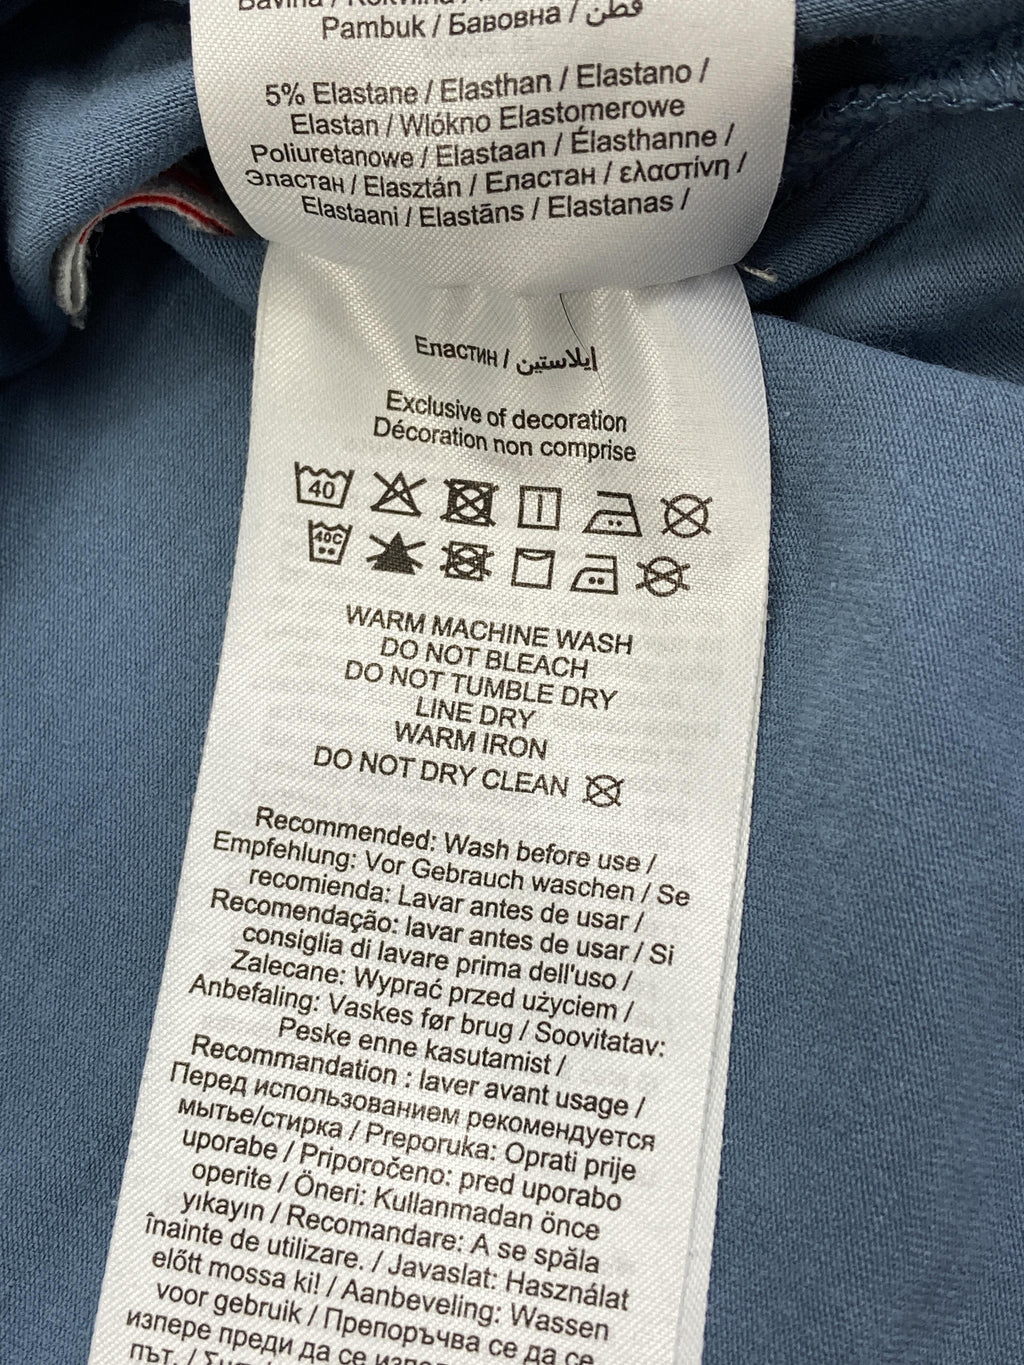 Pambuk / Бавовна / قطن
5% Elastane / Elasthan / Elastano /
Elastan / Wlókno Elastomerowe
Poliuretanowe / Elastaan / Élasthanne /
Эластан / Elasztán / Еластан / ελαστίνη /
Elastaani / Elastāns / Elastanas /
Еластин / إيلاستين
Exclusive of decoration
Décoration non comprise
40
40C
WARM MACHINE WASH
DO NOT BLEACH
DO NOT TUMBLE DRY
LINE DRY
WARM IRON
DO NOT DRY CLEAN
Recommended: Wash before use /
Empfehlung: Vor Gebrauch waschen / Se
recomienda: Lavar antes de usar /
Recomendação: lavar antes de usar / Si
consiglia di lavare prima dell'uso /
Zalecane: Wyprać przed użyciem /
Anbefaling: Vaskes før brug / Soovitatav:
Peske enne kasutamist /
Recommandation : laver avant usage /
Перед использованием рекомендуется
мытье/стирка / Preporuka: Oprati prije
uporabe / Priporočeno: pred uporabo
operite / Öneri: Kullanmadan önce
yıkayın / Recomandare: A se spăla
înainte de utilizare. / Javaslat: Használat
előtt mossa ki! / Aanbeveling: Wassen
voor gebruik / Препоръчва се да се
изпере преди да се
път. /